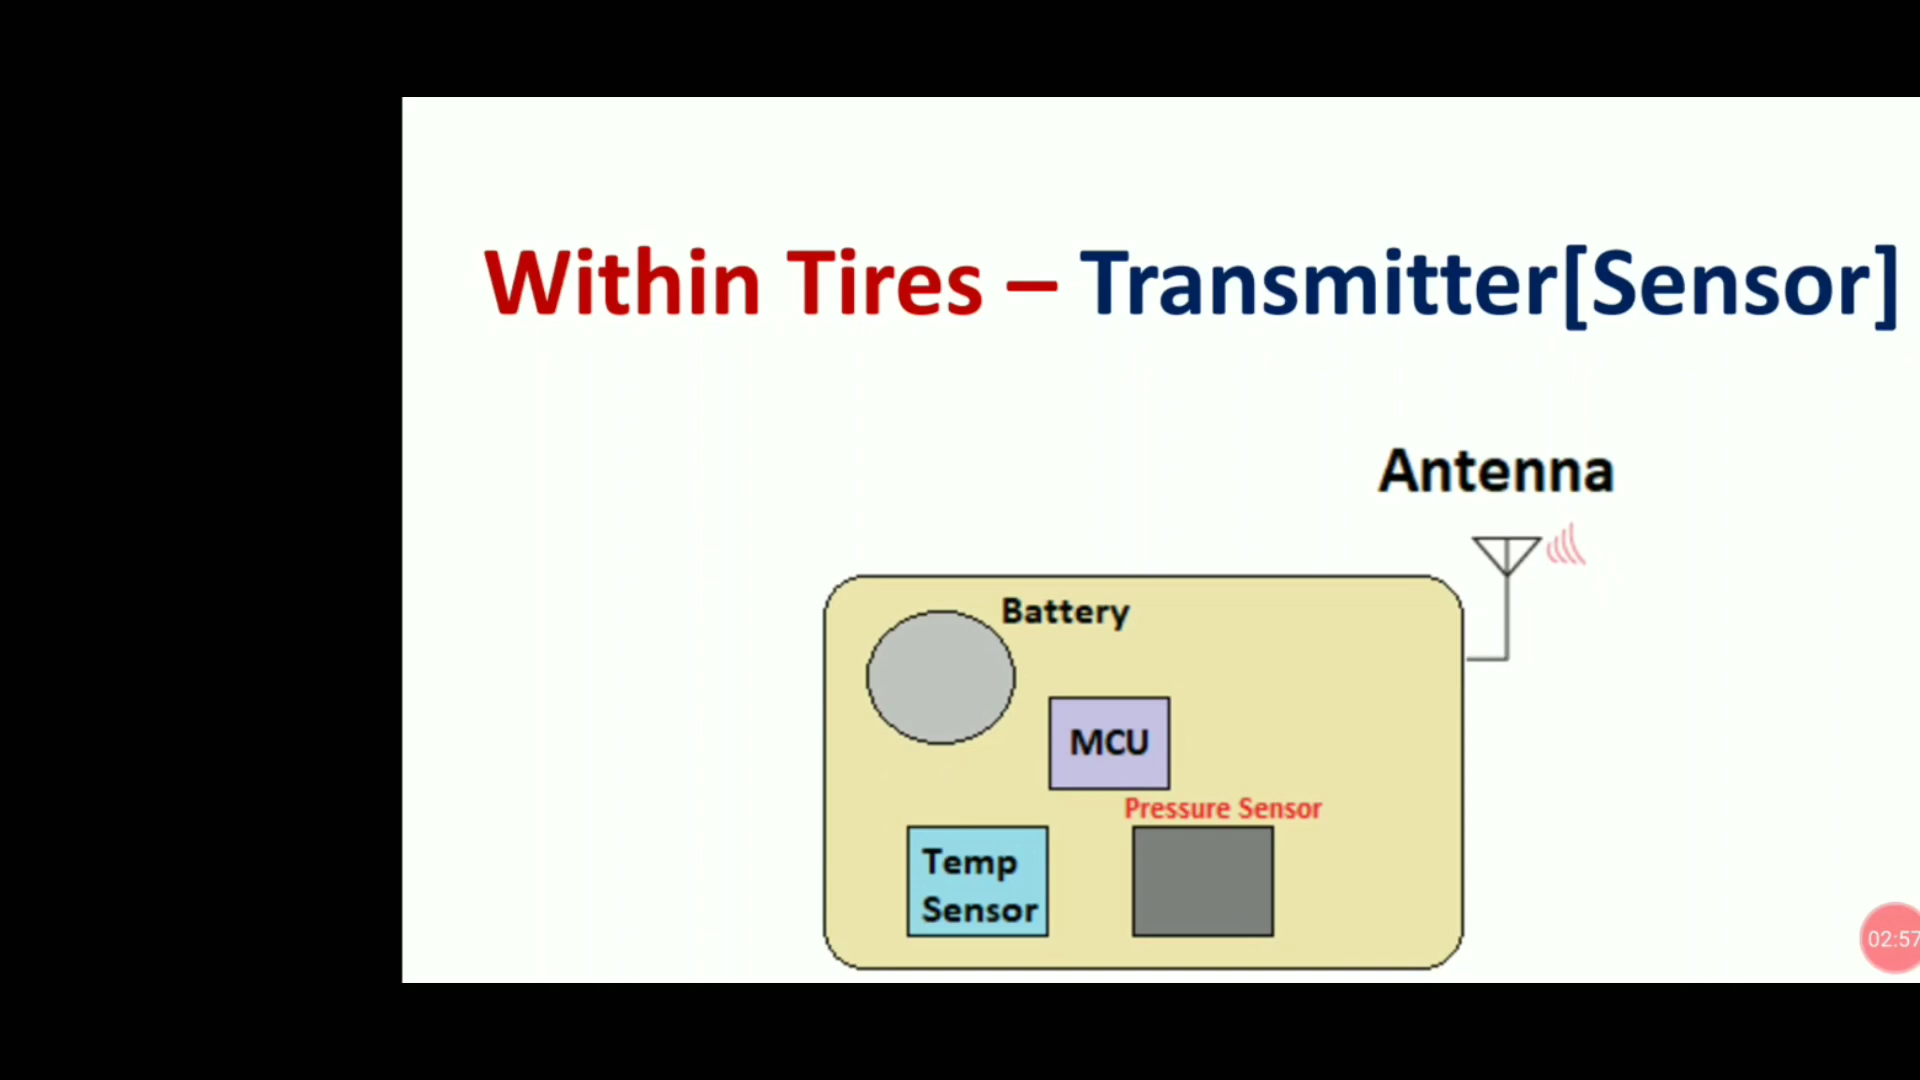 Within Tires – Transmitter[Sensor]
Antenna
Battery
MCU
Pressure Sensor
Temp
Sensor
02:57